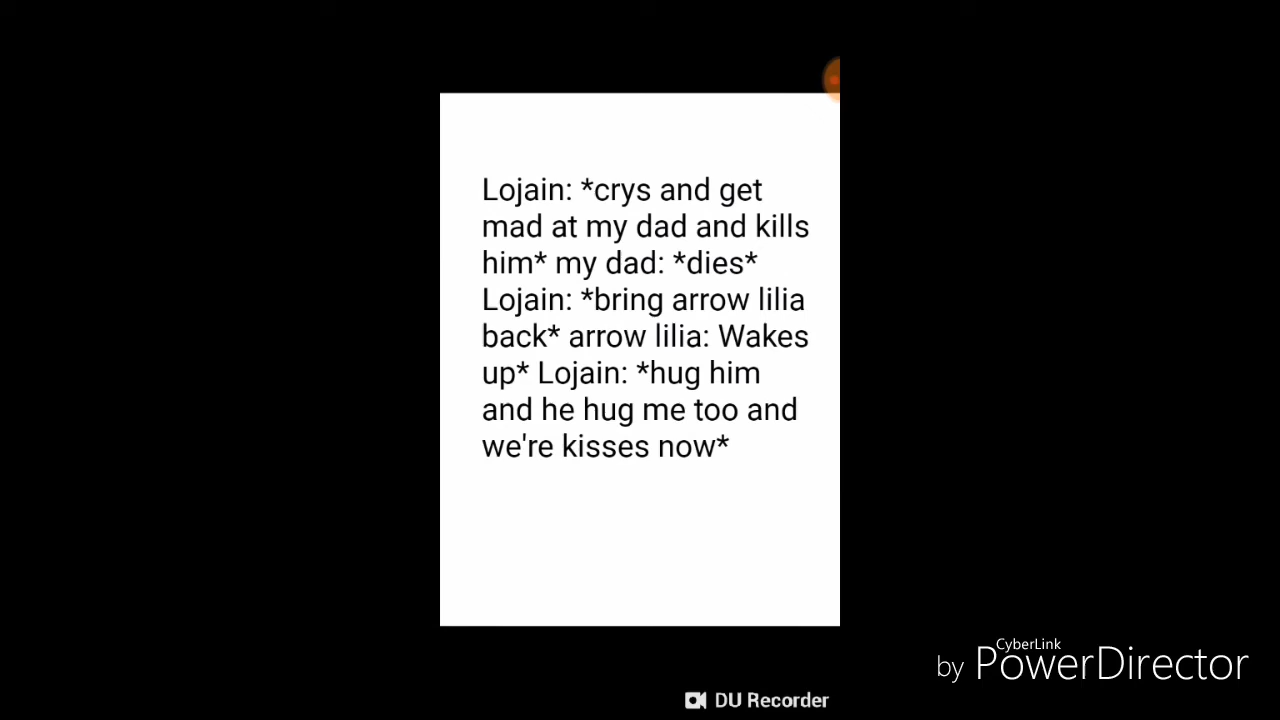 Lojain: *crys and get
mad at my dad and kills
him* my dad: *dies*
Lojain: *bring arrow lilia
back* arrow lilia: Wakes
up* Lojain: *hug him
and he hug me too and
we're kisses now*
CyberLink
by PowerDirector
DU Recorder